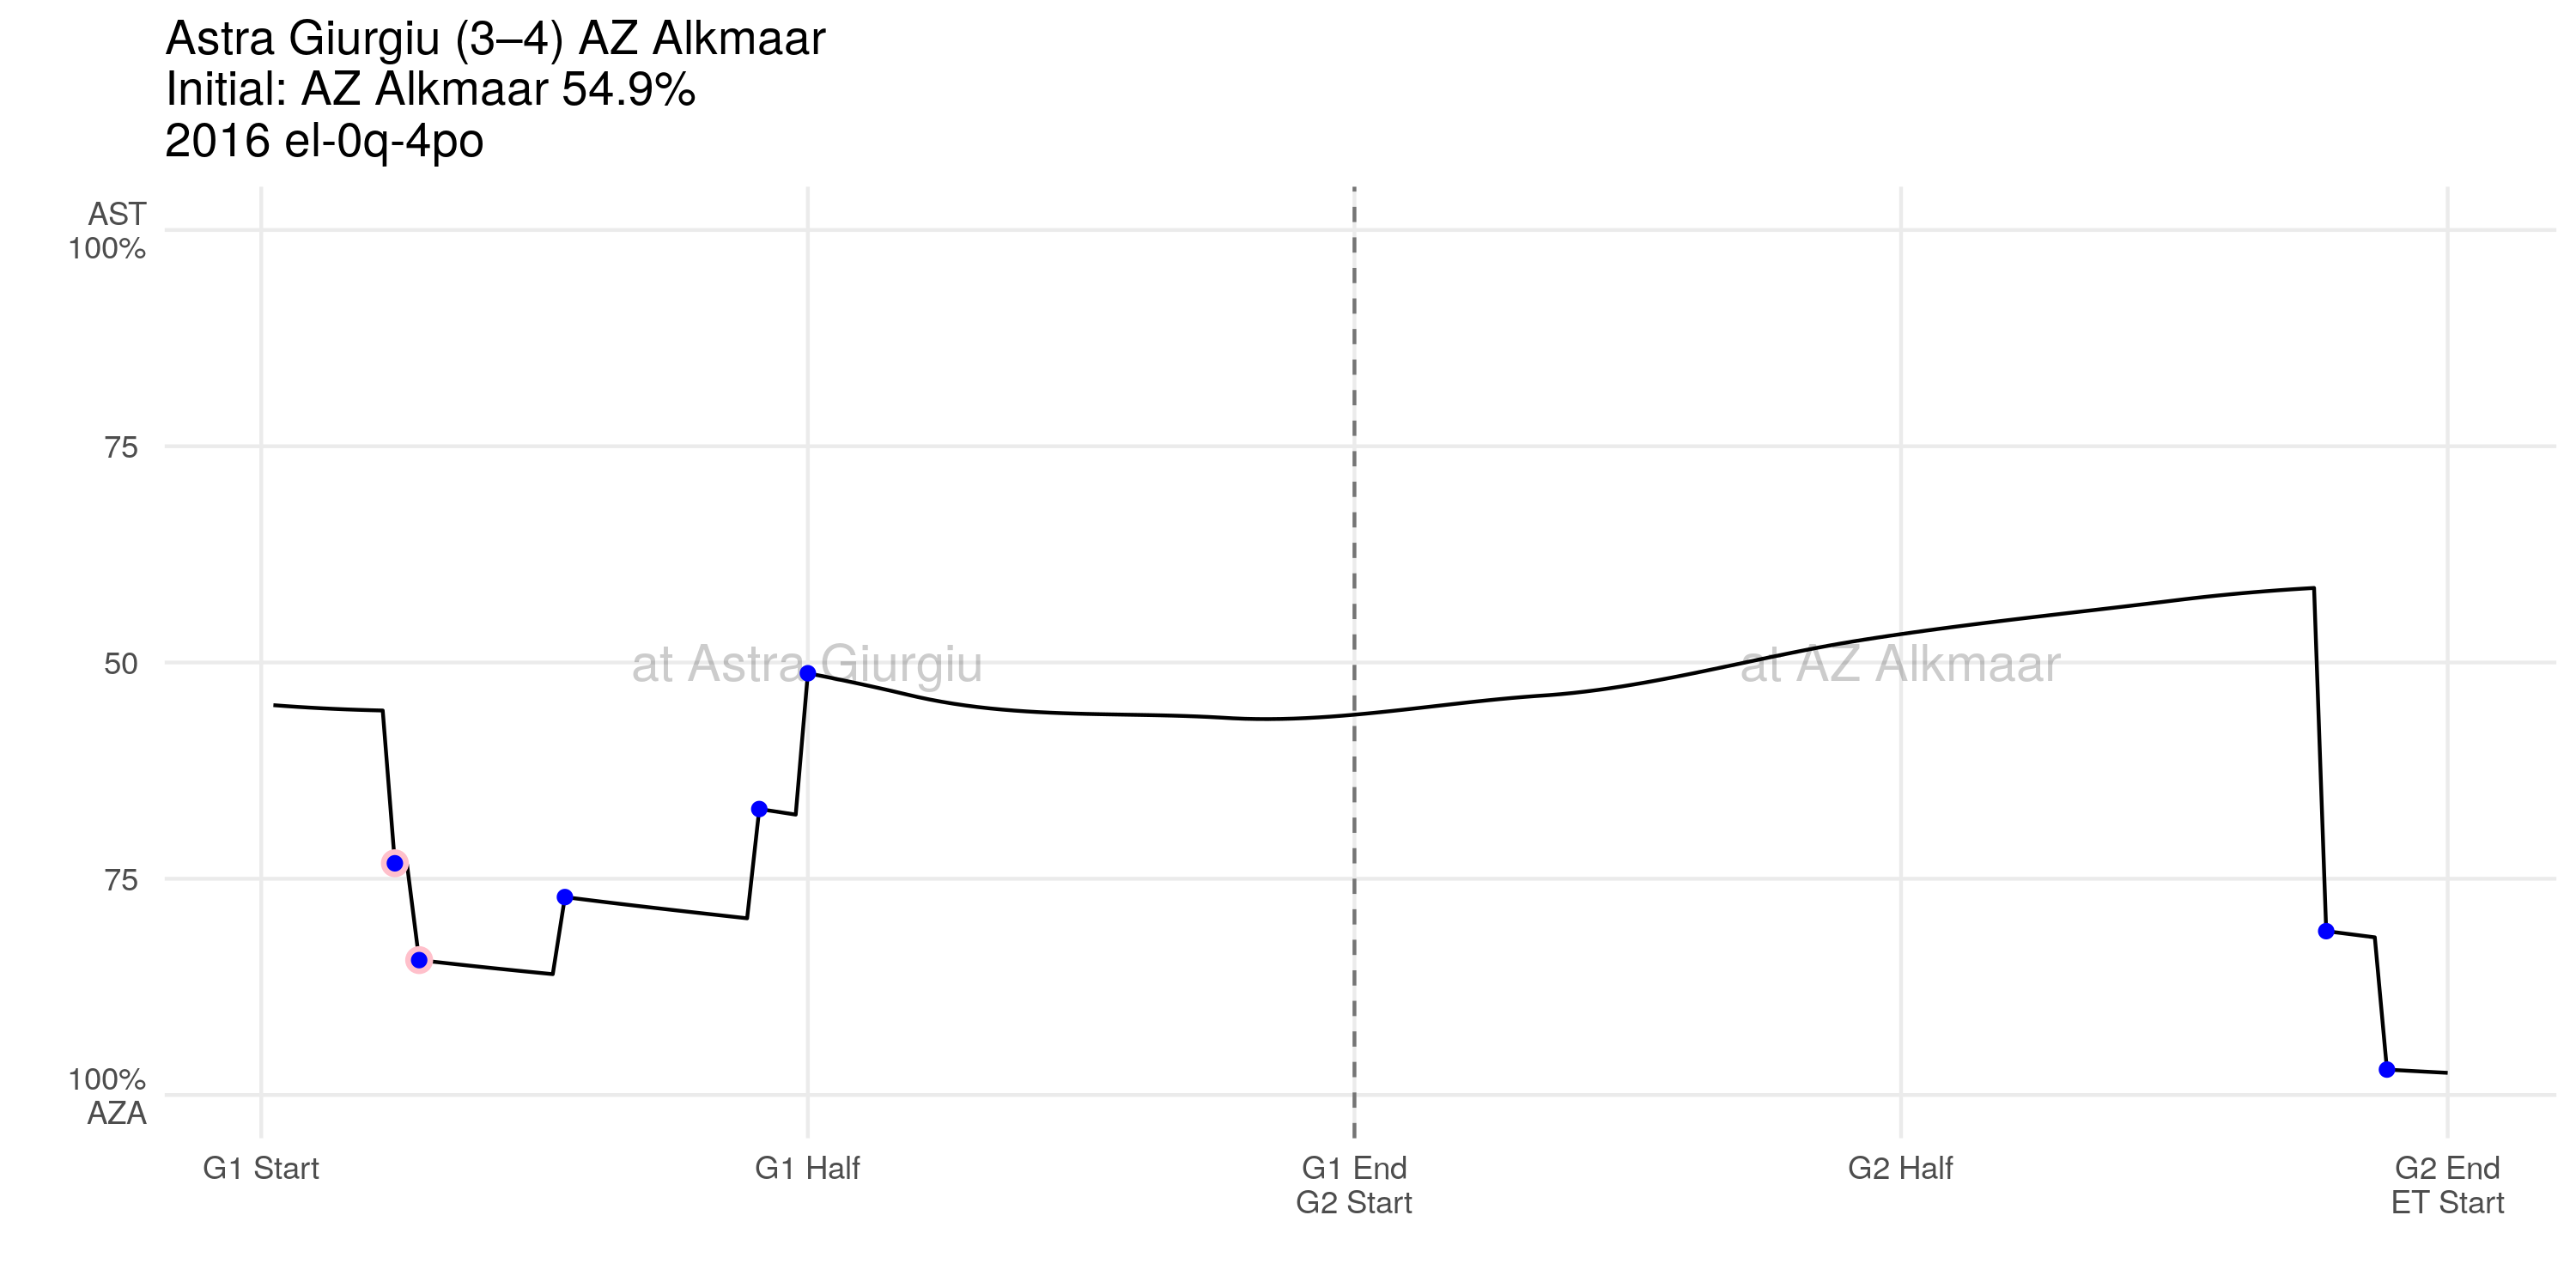 Astra Giurgiu (3–4) AZ Alkmaar
Initial: AZ Alkmaar 54.9%
2016 el-0q-4po
AST
100%
75
50
75
100%
AZA
at Astra Giurgiu
at AZ Alkmaar
G1 Start
G1 Half
G1 End
G2 Start
G2 Half
G2 End
ET Start